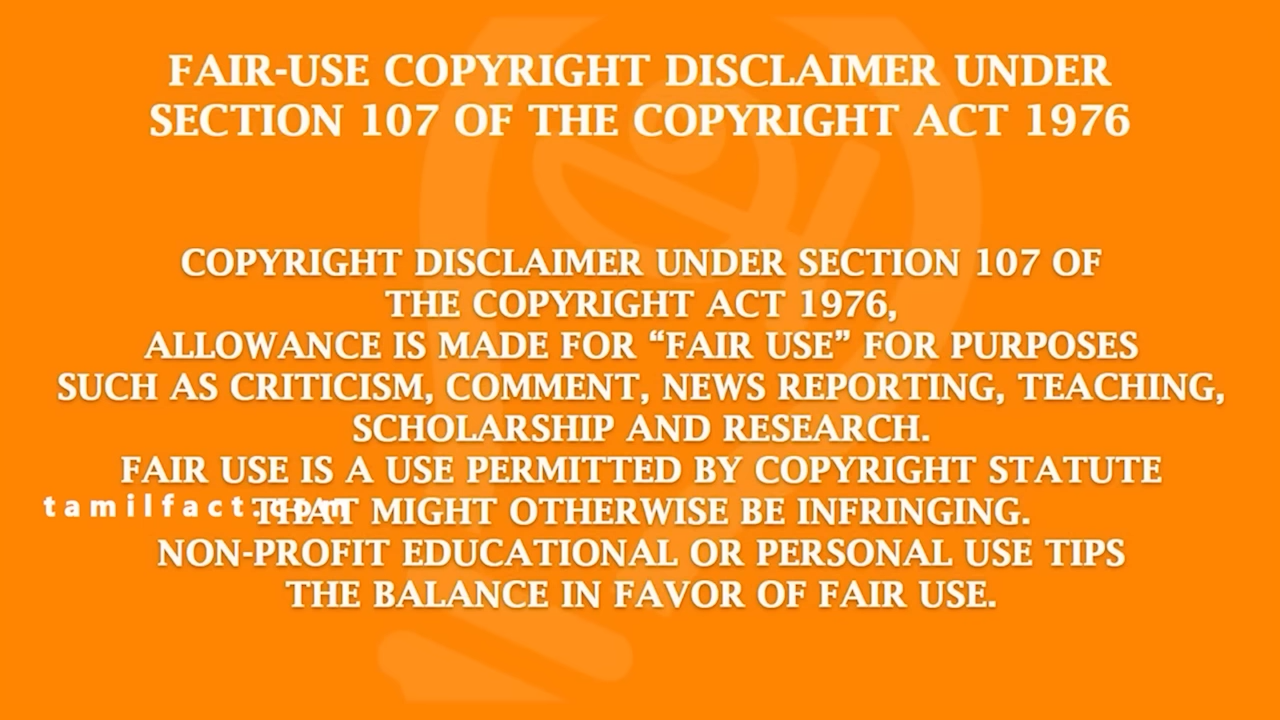 FAIR-USE COPYRIGHT DISCLAIMER UNDER
SECTION 107 OF THE COPYRIGHT ACT 1976
COPYRIGHT DISCLAIMER UNDER SECTION 107 OF
THE COPYRIGHT ACT 1976,
ALLOWANCE IS MADE FOR “FAIR USE” FOR PURPOSES
SUCH AS CRITICISM, COMMENT, NEWS REPORTING, TEACHING,
SCHOLARSHIP AND RESEARCH.
FAIR USE IS A USE PERMITTED BY COPYRIGHT STATUTE
THAT MIGHT OTHERWISE BE INFRINGING.
tamilfact.com
NON-PROFIT EDUCATIONAL OR PERSONAL USE TIPS
THE BALANCE IN FAVOR OF FAIR USE.